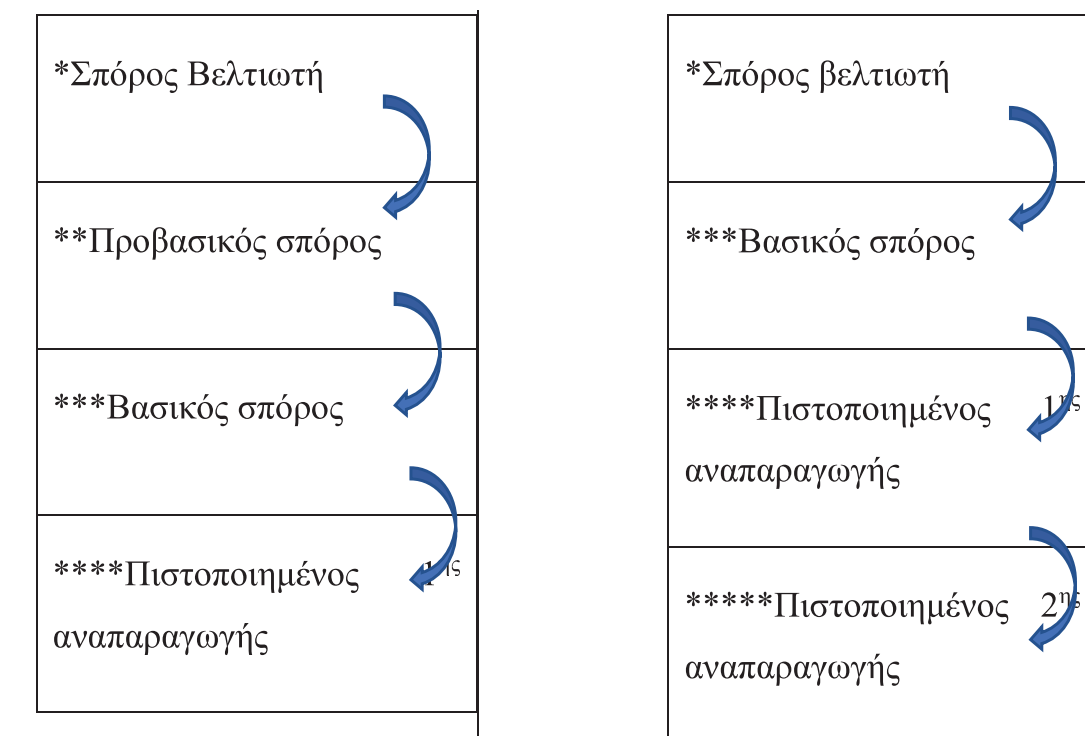 *Σπόρος Βελτιωτή
**Προβασικός σπόρος
***Βασικός σπόρος
****Πιστοποιημένος 1ης
αναπαραγωγής
*Σπόρος βελτιωτή
***Βασικός σπόρος
****Πιστοποιημένος 1ης
αναπαραγωγής
*****Πιστοποιημένος 2ης
αναπαραγωγής